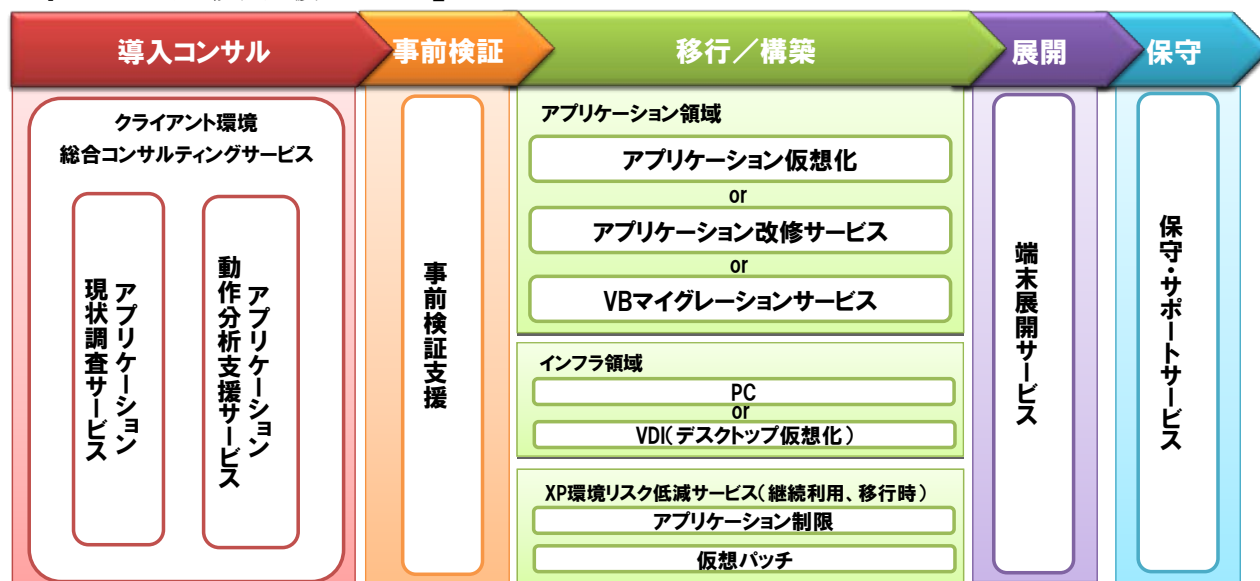 導入コンサル
事前検証
移行／構築
展開
保守
クライアント環境
総合コンサルティングサービス
アプリケーション
現状調査サービス
アプリケーション
動作分析支援サービス
事前検証支援
アプリケーション領域
アプリケーション仮想化
or
アプリケーション改修サービス
or
VBマイグレーションサービス
インフラ領域
PC
or
VDI(デスクトップ仮想化)
XP環境リスク低減サービス(継続利用、移行時)
アプリケーション制限
仮想パッチ
端末展開サービス
保守・サポートサービス